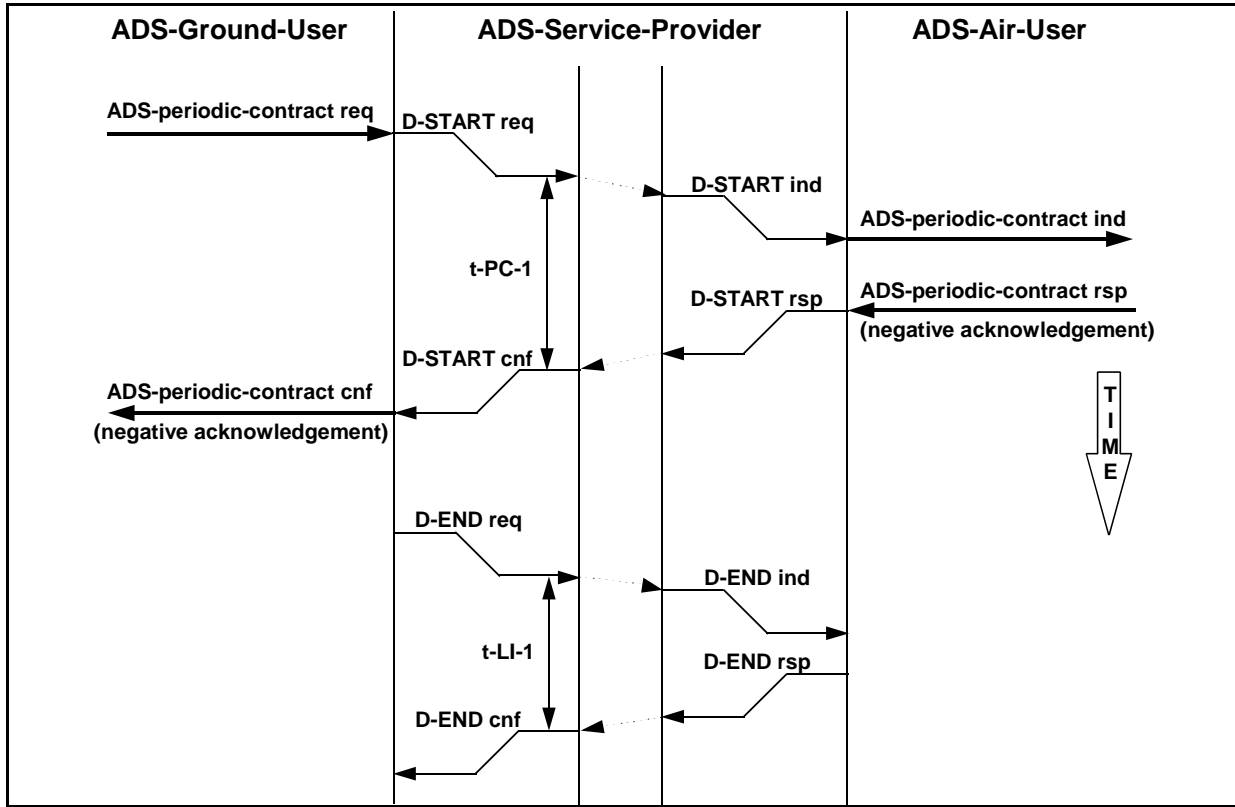 ADS-Ground-User
ADS-Service-Provider
ADS-Air-User
ADS-periodic-contract req
D-START req
D-START ind
ADS-periodic-contract ind
t-PC-1
D-START rsp
ADS-periodic-contract rsp
(negative acknowledgement)
D-START cnf
ADS-periodic-contract cnf
(negative acknowledgement)
T
I
M
E
D-END req
D-END ind
t-LI-1
D-END rsp
D-END cnf